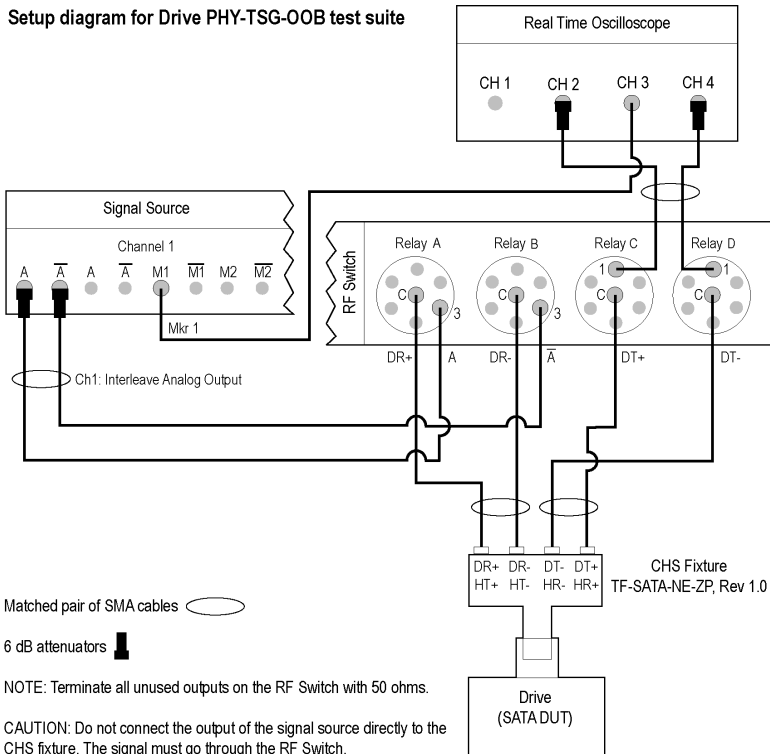 Setup diagram for Drive PHY-TSG-OOB test suite
Real Time Oscilloscope
CH 1 CH 2 CH 3 CH 4
Signal Source
Channel 1
A A̅ A A̅ M1 M̅1̅ M2 M̅2̅
Mkr 1
Ch1: Interleave Analog Output
RF Switch
Relay A Relay B Relay C Relay D
1 1
C C C C
3 3
DR+ A DR- A̅ DT+ DT-
DR+ DR- DT- DT+
HT+ HT- HR- HR+
CHS Fixture
TF-SATA-NE-ZP, Rev 1.0
Matched pair of SMA cables
6 dB attenuators
NOTE: Terminate all unused outputs on the RF Switch with 50 ohms.
Drive
(SATA DUT)
CAUTION: Do not connect the output of the signal source directly to the
CHS fixture. The signal must go through the RF Switch.